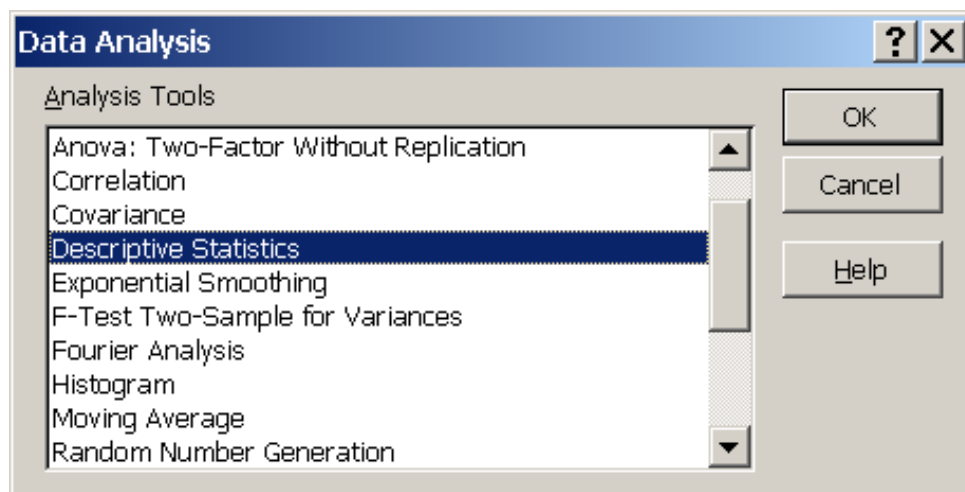 Data Analysis
?
X
Analysis Tools
OK
Anova: Two-Factor Without Replication
Correlation
Cancel
Covariance
Descriptive Statistics
Exponential Smoothing
Help
F-Test Two-Sample for Variances
Fourier Analysis
Histogram
Moving Average
Random Number Generation